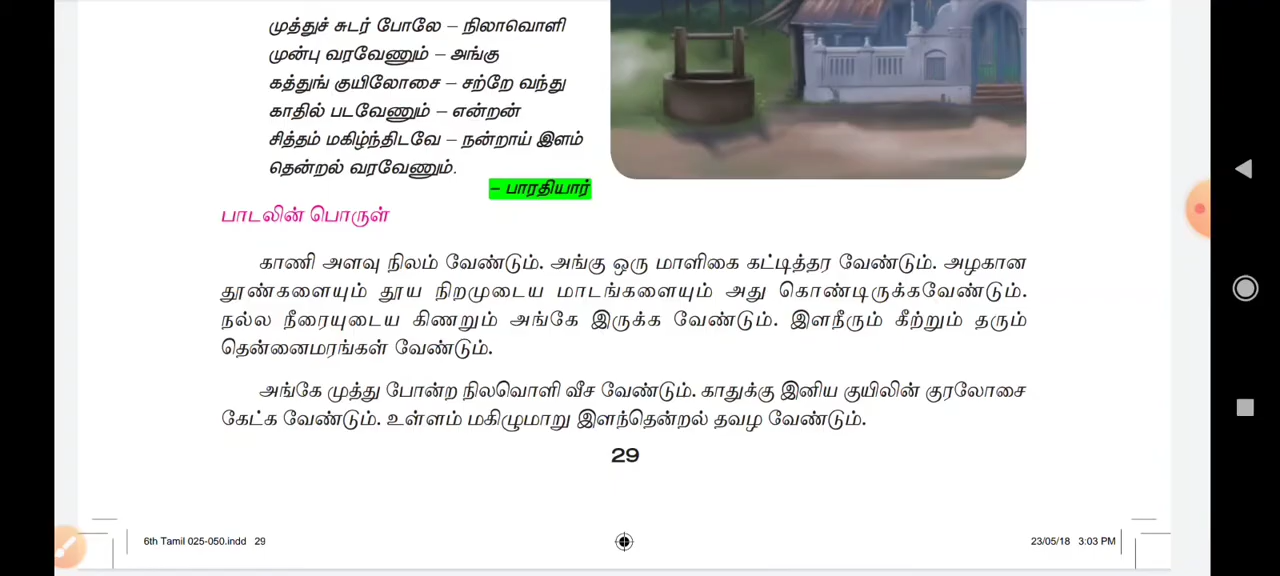 முத்துச் சுடர் போலே – நிலாவொளி
முன்பு வரவேணும் – அங்கு
கத்துங் குயிலோசை – சற்றே வந்து
காதில் படவேணும் – என்றன்
சித்தம் மகிழ்ந்திடவே – நன்றாய் இளம்
தென்றல் வரவேணும்.
– பாரதியார்
பாடலின் பொருள்
காணி அளவு நிலம் வேண்டும். அங்கு ஒரு மாளிகை கட்டித்தர வேண்டும். அழகான
தூண்களையும் தூய நிறமுடைய மாடங்களையும் அது கொண்டிருக்கவேண்டும்.
நல்ல நீரையுடைய கிணறும் அங்கே இருக்க வேண்டும். இளநீரும் கீற்றும் தரும்
தென்னைமரங்கள் வேண்டும்.
அங்கே முத்து போன்ற நிலவொளி வீச வேண்டும். காதுக்கு இனிய குயிலின் குரலோசை
கேட்க வேண்டும். உள்ளம் மகிழுமாறு இளந்தென்றல் தவழ வேண்டும்.
29
6th Tamil 025-050.indd 29
23/05/18 3:03 PM